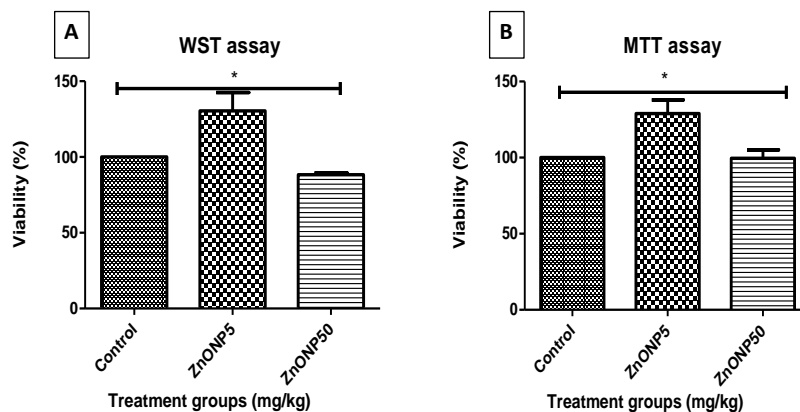 A
WST assay
*
150
100
50
0
Viability (%)
Control
ZnONP5
ZnONP50
Treatment groups (mg/kg)
B
MTT assay
*
150
100
50
0
Viability (%)
Control
ZnONP5
ZnONP50
Treatment groups (mg/kg)